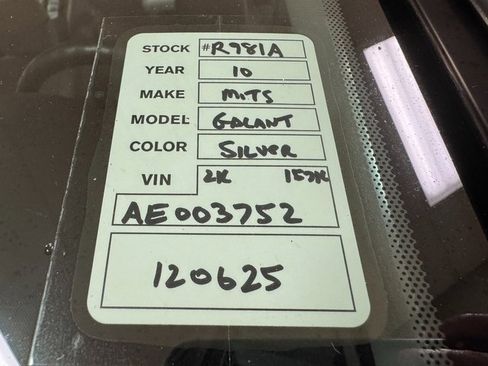 STOCK #R981A
YEAR 10
MAKE MITS
MODEL GALANT
COLOR SILVER
VIN 2K 157K
AE003752
120625